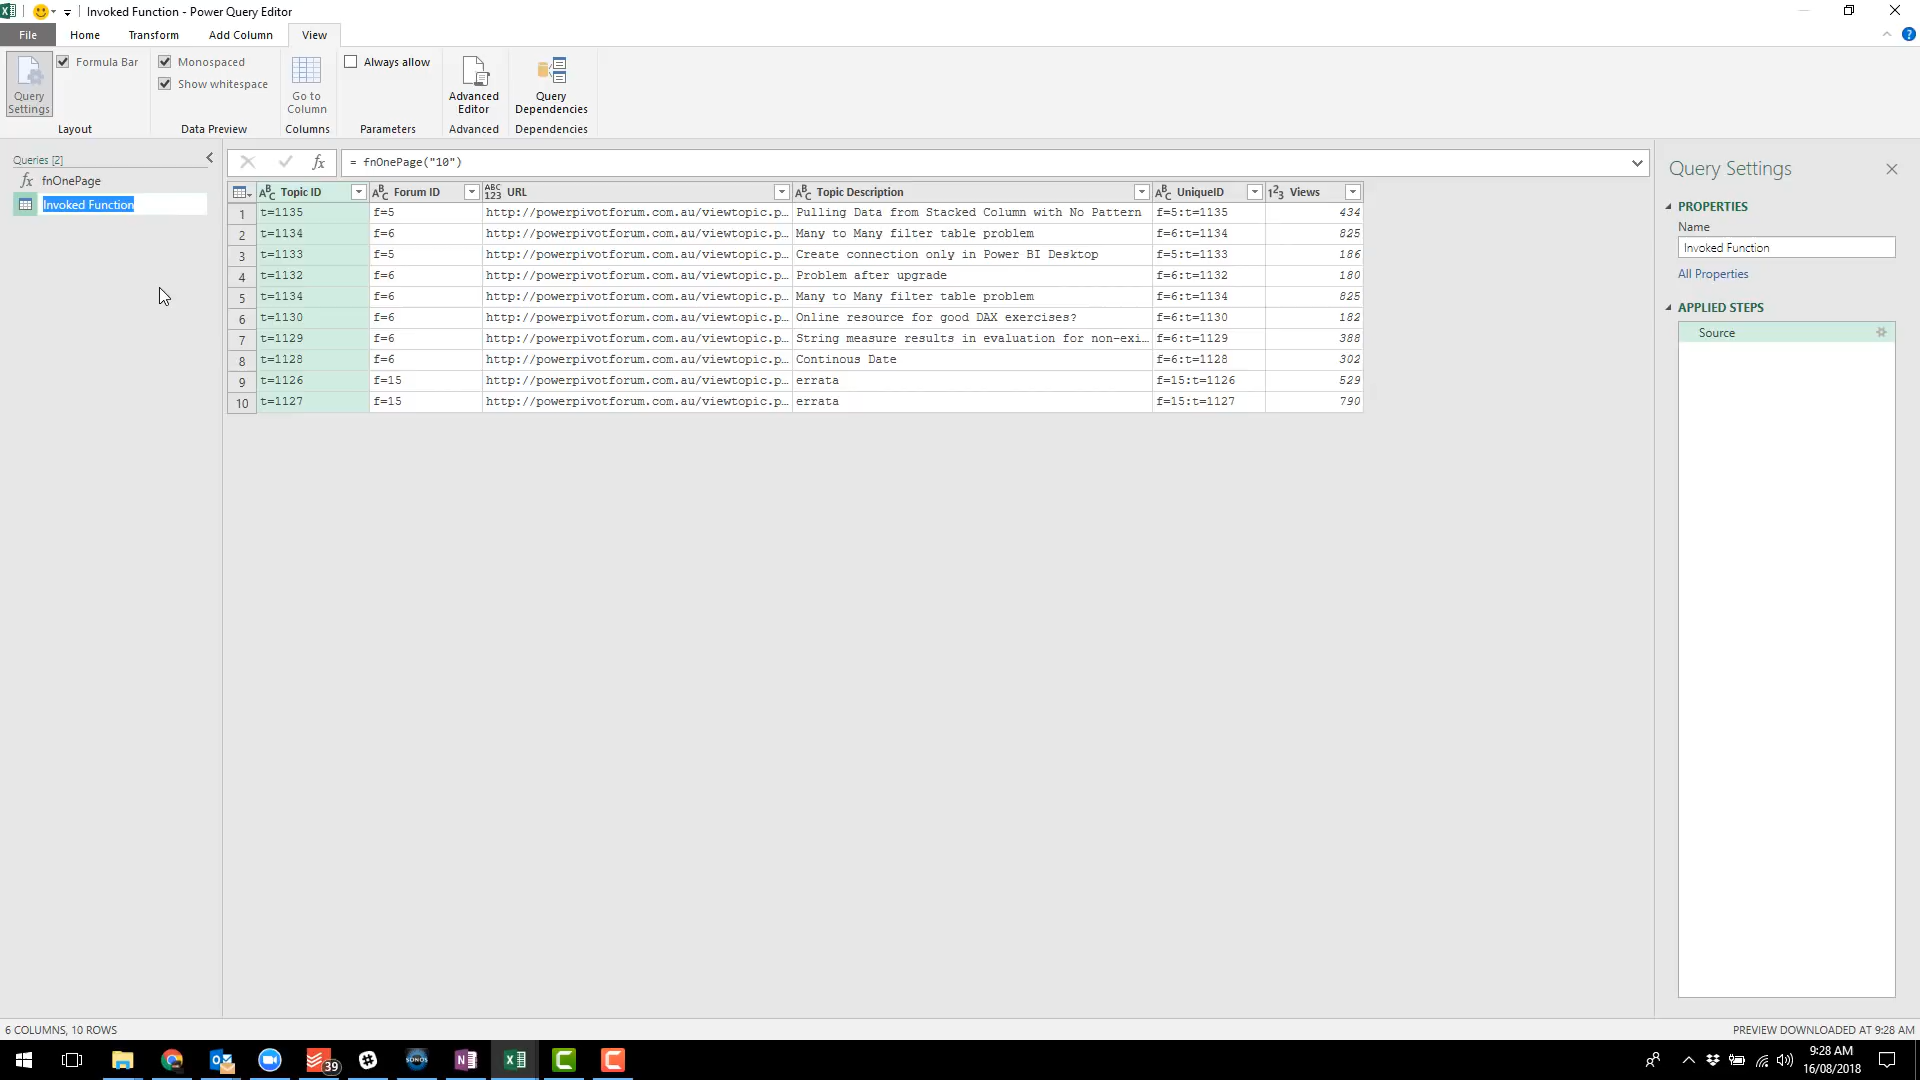 Invoked Function - Power Query Editor
File Home Transform Add Column View
Formula Bar Monospaced Always allow
Show whitespace
Query Settings
Go to Column
Advanced Editor
Query Dependencies
Layout Data Preview Columns Parameters Advanced Dependencies
Queries [2]
fx fnOnePage
Invoked Function
fx = fnOnePage("10")
Topic ID Forum ID URL Topic Description UniqueID Views
1 t=1135 f=5 http://powerpivotforum.com.au/viewtopic.p... Pulling Data from Stacked Column with No Pattern f=5:t=1135 434
2 t=1134 f=6 http://powerpivotforum.com.au/viewtopic.p... Many to Many filter table problem f=6:t=1134 825
3 t=1133 f=5 http://powerpivotforum.com.au/viewtopic.p... Create connection only in Power BI Desktop f=5:t=1133 186
4 t=1132 f=6 http://powerpivotforum.com.au/viewtopic.p... Problem after upgrade f=6:t=1132 180
5 t=1134 f=6 http://powerpivotforum.com.au/viewtopic.p... Many to Many filter table problem f=6:t=1134 825
6 t=1130 f=6 http://powerpivotforum.com.au/viewtopic.p... Online resource for good DAX exercises? f=6:t=1130 182
7 t=1129 f=6 http://powerpivotforum.com.au/viewtopic.p... String measure results in evaluation for non-exi... f=6:t=1129 388
8 t=1128 f=6 http://powerpivotforum.com.au/viewtopic.p... Continous Date f=6:t=1128 302
9 t=1126 f=15 http://powerpivotforum.com.au/viewtopic.p... errata f=15:t=1126 529
10 t=1127 f=15 http://powerpivotforum.com.au/viewtopic.p... errata f=15:t=1127 790
Query Settings
PROPERTIES
Name
Invoked Function
All Properties
APPLIED STEPS
Source
6 COLUMNS, 10 ROWS
PREVIEW DOWNLOADED AT 9:28 AM
39
SONOS
9:28 AM
16/08/2018